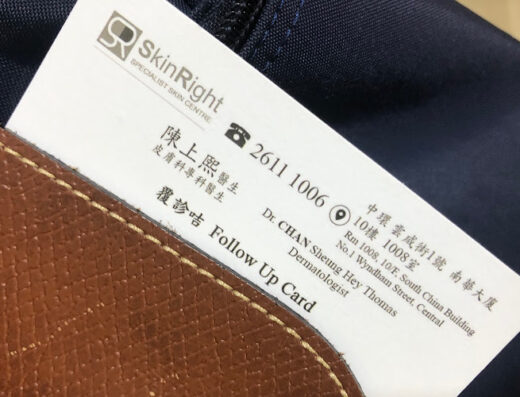 SR
SkinRight
SPECIALIST SKIN CENTRE
☎ 2611 1006
中環 雲咸街1號 南華大廈
10樓 1008室
Rm 1008, 10/F, South China Building
No.1 Wyndham Street, Central
陳上熙醫生
皮膚科專科醫生
Dr. CHAN Sheung Hey Thomas
Dermatologist
覆診咭 Follow Up Card